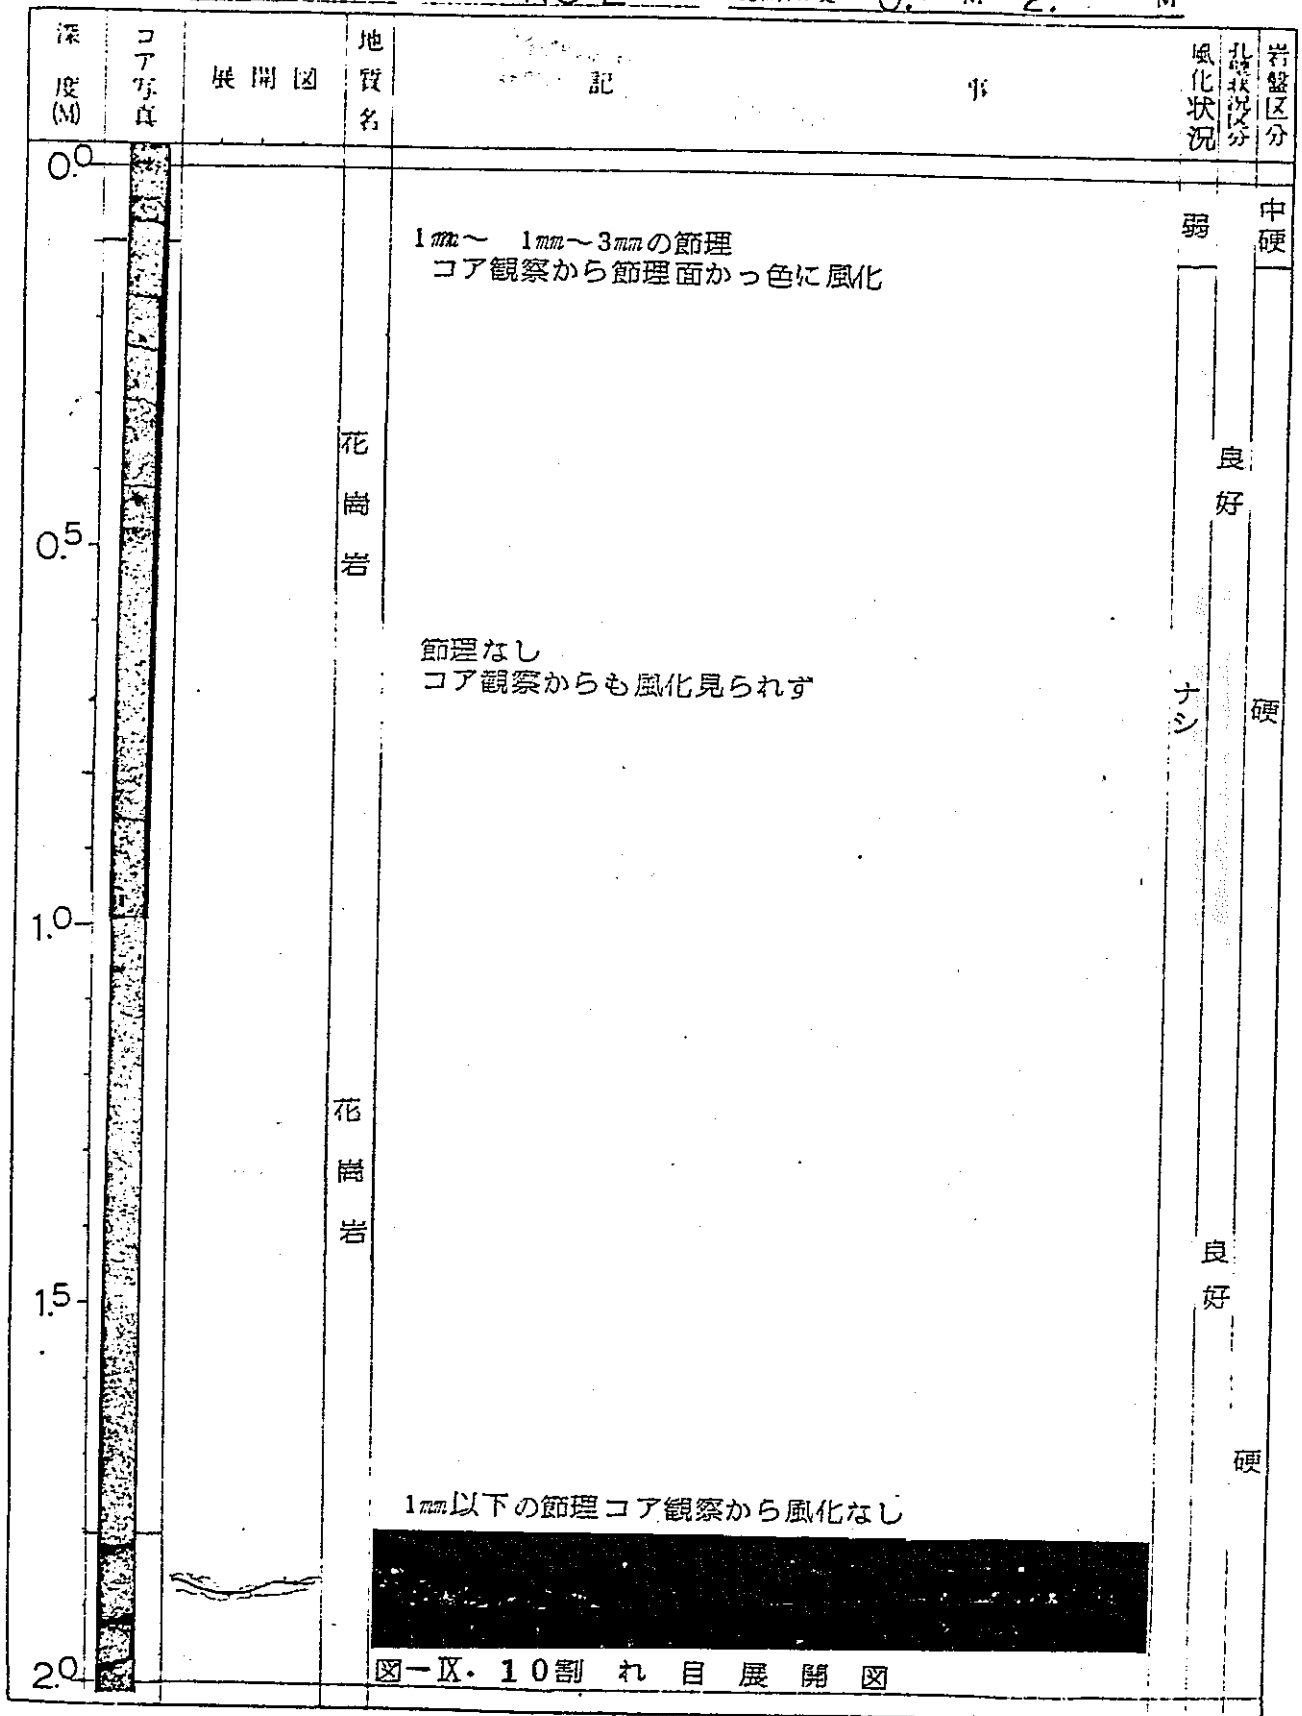 深度(M)
コア写真
展開図
地質名
記事
風化状況
孔壁状況区分
岩盤区分
0.0
0.5
1.0
1.5
2.0
1mm～ 1mm～3mmの節理
コア観察から節理面かっ色に風化
弱
中硬
花崗岩
良好
節理なし
コア観察からも風化見られず
ナシ
硬
花崗岩
良好
硬
1mm以下の節理コア観察から風化なし
図-Ⅸ. 10割れ目展開図